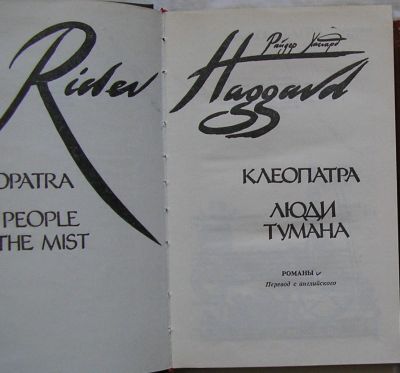 Rider Haggard
Райдер Хаггард
OPATRA
PEOPLE
THE MIST
КЛЕОПАТРА
ЛЮДИ
ТУМАНА
РОМАНЫ
Перевод с английского